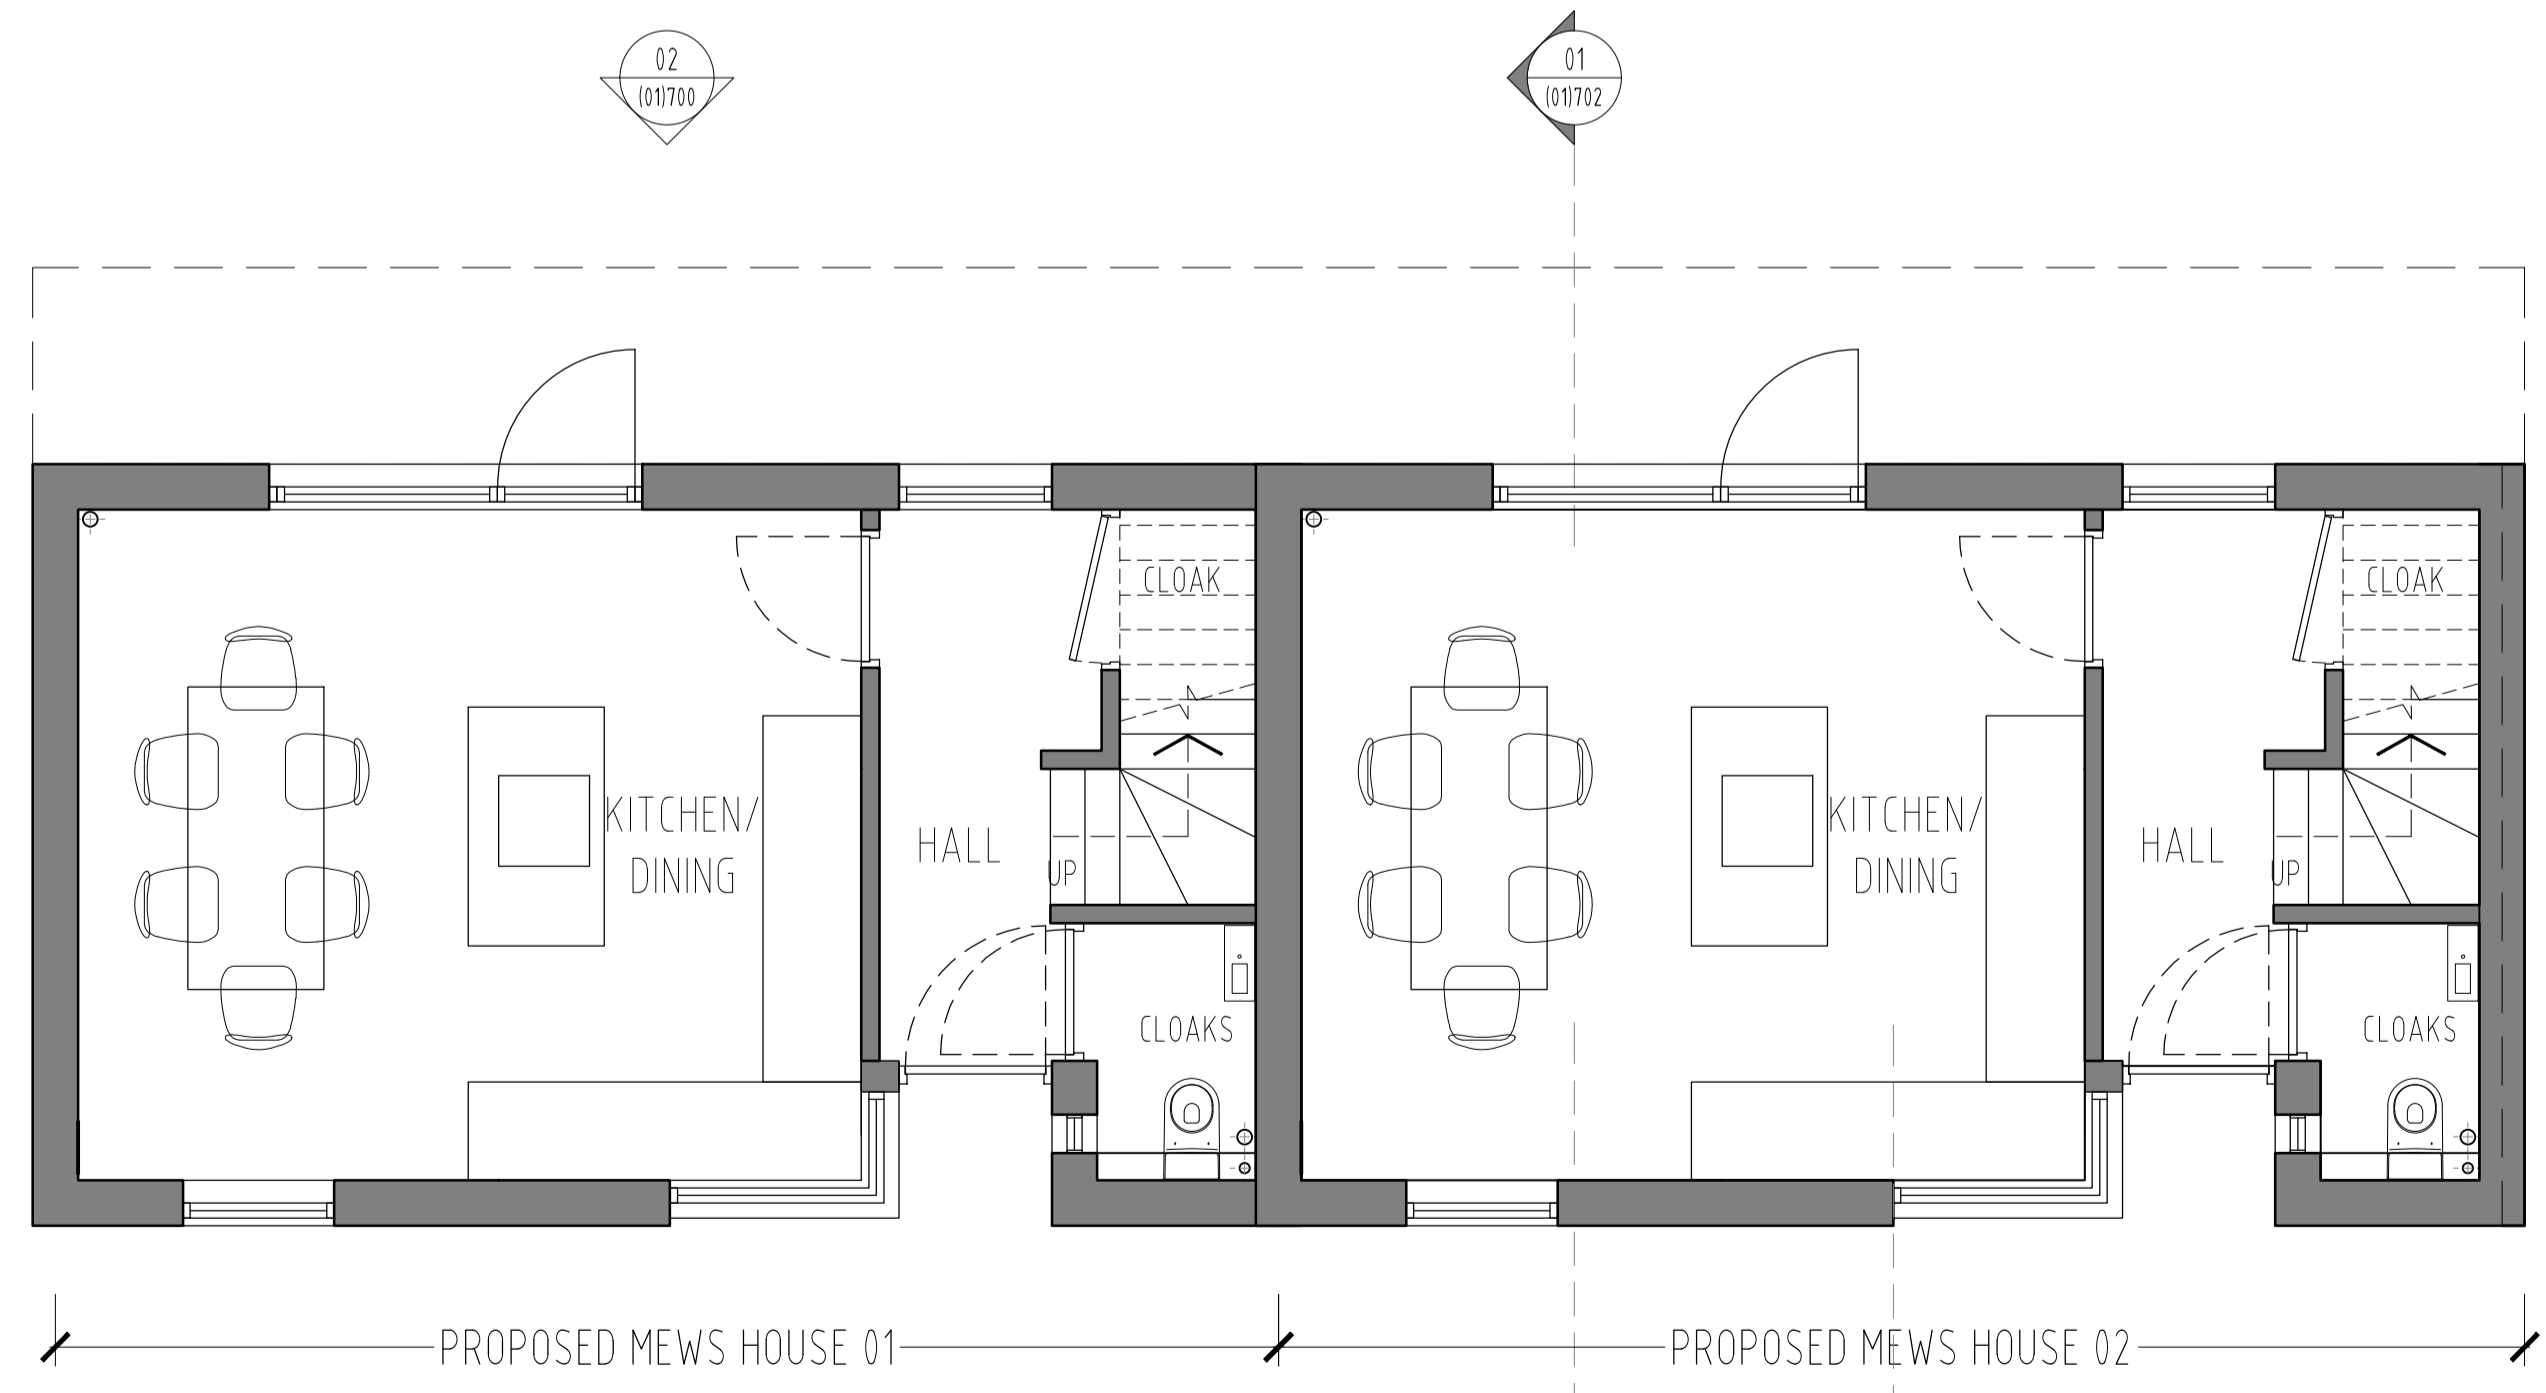 02
(01)700
01
(01)702
CLOAK
CLOAK
KITCHEN/
DINING
HALL
UP
KITCHEN/
DINING
HALL
UP
CLOAKS
CLOAKS
PROPOSED MEWS HOUSE 01
PROPOSED MEWS HOUSE 02